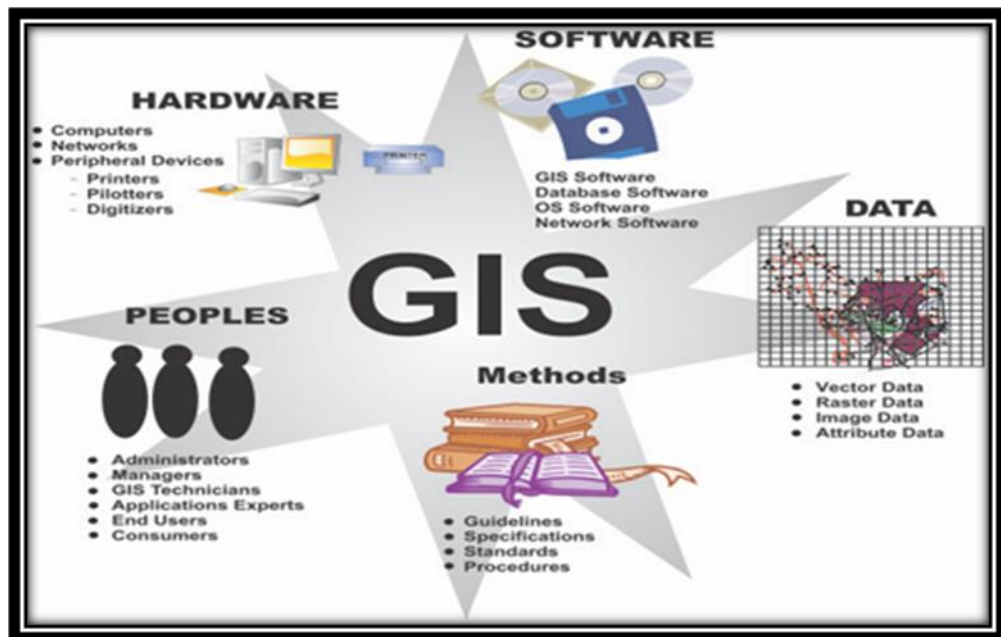 SOFTWARE
HARDWARE
• Computers
• Networks
• Peripheral Devices
- Printers
- Pilotters
- Digitizers
PRINTER
GIS Software
Database Software
OS Software
Network Software
DATA
GIS
PEOPLES
Methods
• Vector Data
• Raster Data
• Image Data
• Attribute Data
• Administrators
• Managers
• GIS Technicians
• Applications Experts
• End Users
• Consumers
• Guidelines
• Specifications
• Standards
• Procedures